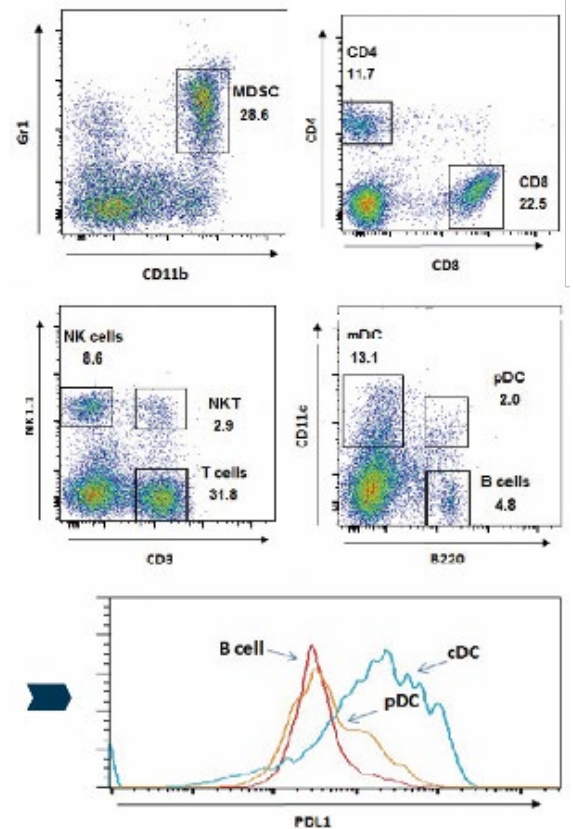 Gr1
MDSC
28.6
CD11b
CD4
CD4
11.7
CD8
22.5
CD8
NK1.1
NK cells
8.6
NKT
2.9
T cells
31.8
CD3
CD11c
mDC
13.1
pDC
2.0
B cells
4.8
B220
B cell
cDC
pDC
PDL1